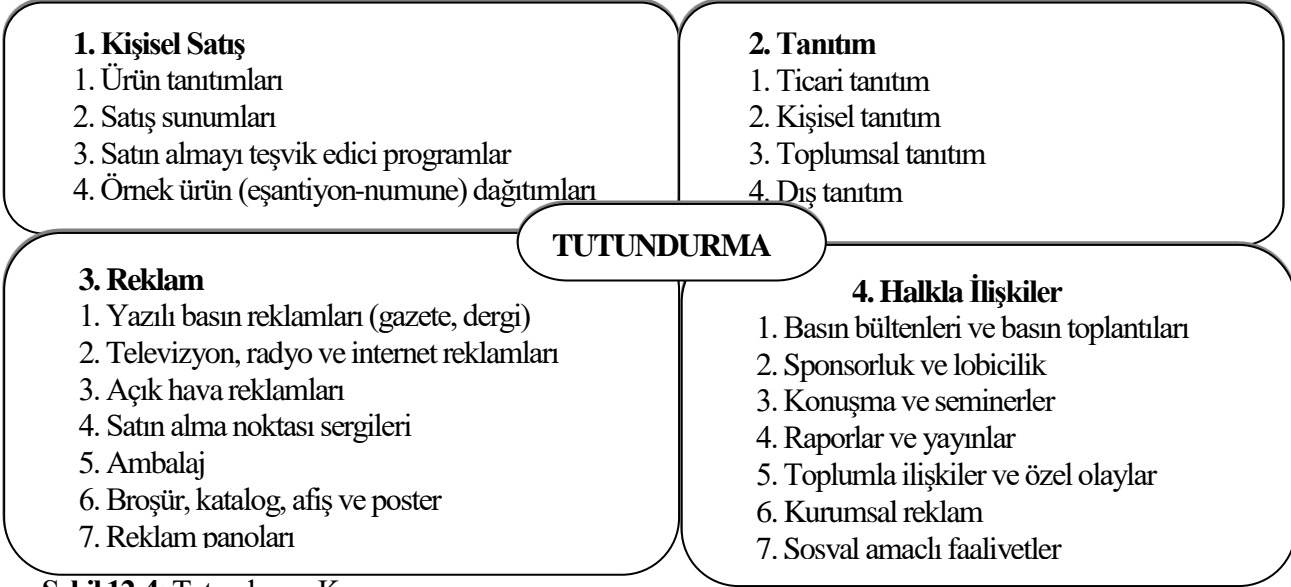 1. Kişisel Satış
1. Ürün tanıtımları
2. Satış sunumları
3. Satın almayı teşvik edici programlar
4. Örnek ürün (eşantiyon-numune) dağıtımları
2. Tanıtım
1. Ticari tanıtım
2. Kişisel tanıtım
3. Toplumsal tanıtım
4. Dış tanıtım
TUTUNDURMA
3. Reklam
1. Yazılı basın reklamları (gazete, dergi)
2. Televizyon, radyo ve internet reklamları
3. Açık hava reklamları
4. Satın alma noktası sergileri
5. Ambalaj
6. Broşür, katalog, afiş ve poster
7. Reklam panoları
4. Halkla İlişkiler
1. Basın bültenleri ve basın toplantıları
2. Sponsorluk ve lobicilik
3. Konuşma ve seminerler
4. Raporlar ve yayınlar
5. Toplumla ilişkiler ve özel olaylar
6. Kurumsal reklam
7. Sosyal amaçlı faaliyetler
Şekil 12.4.